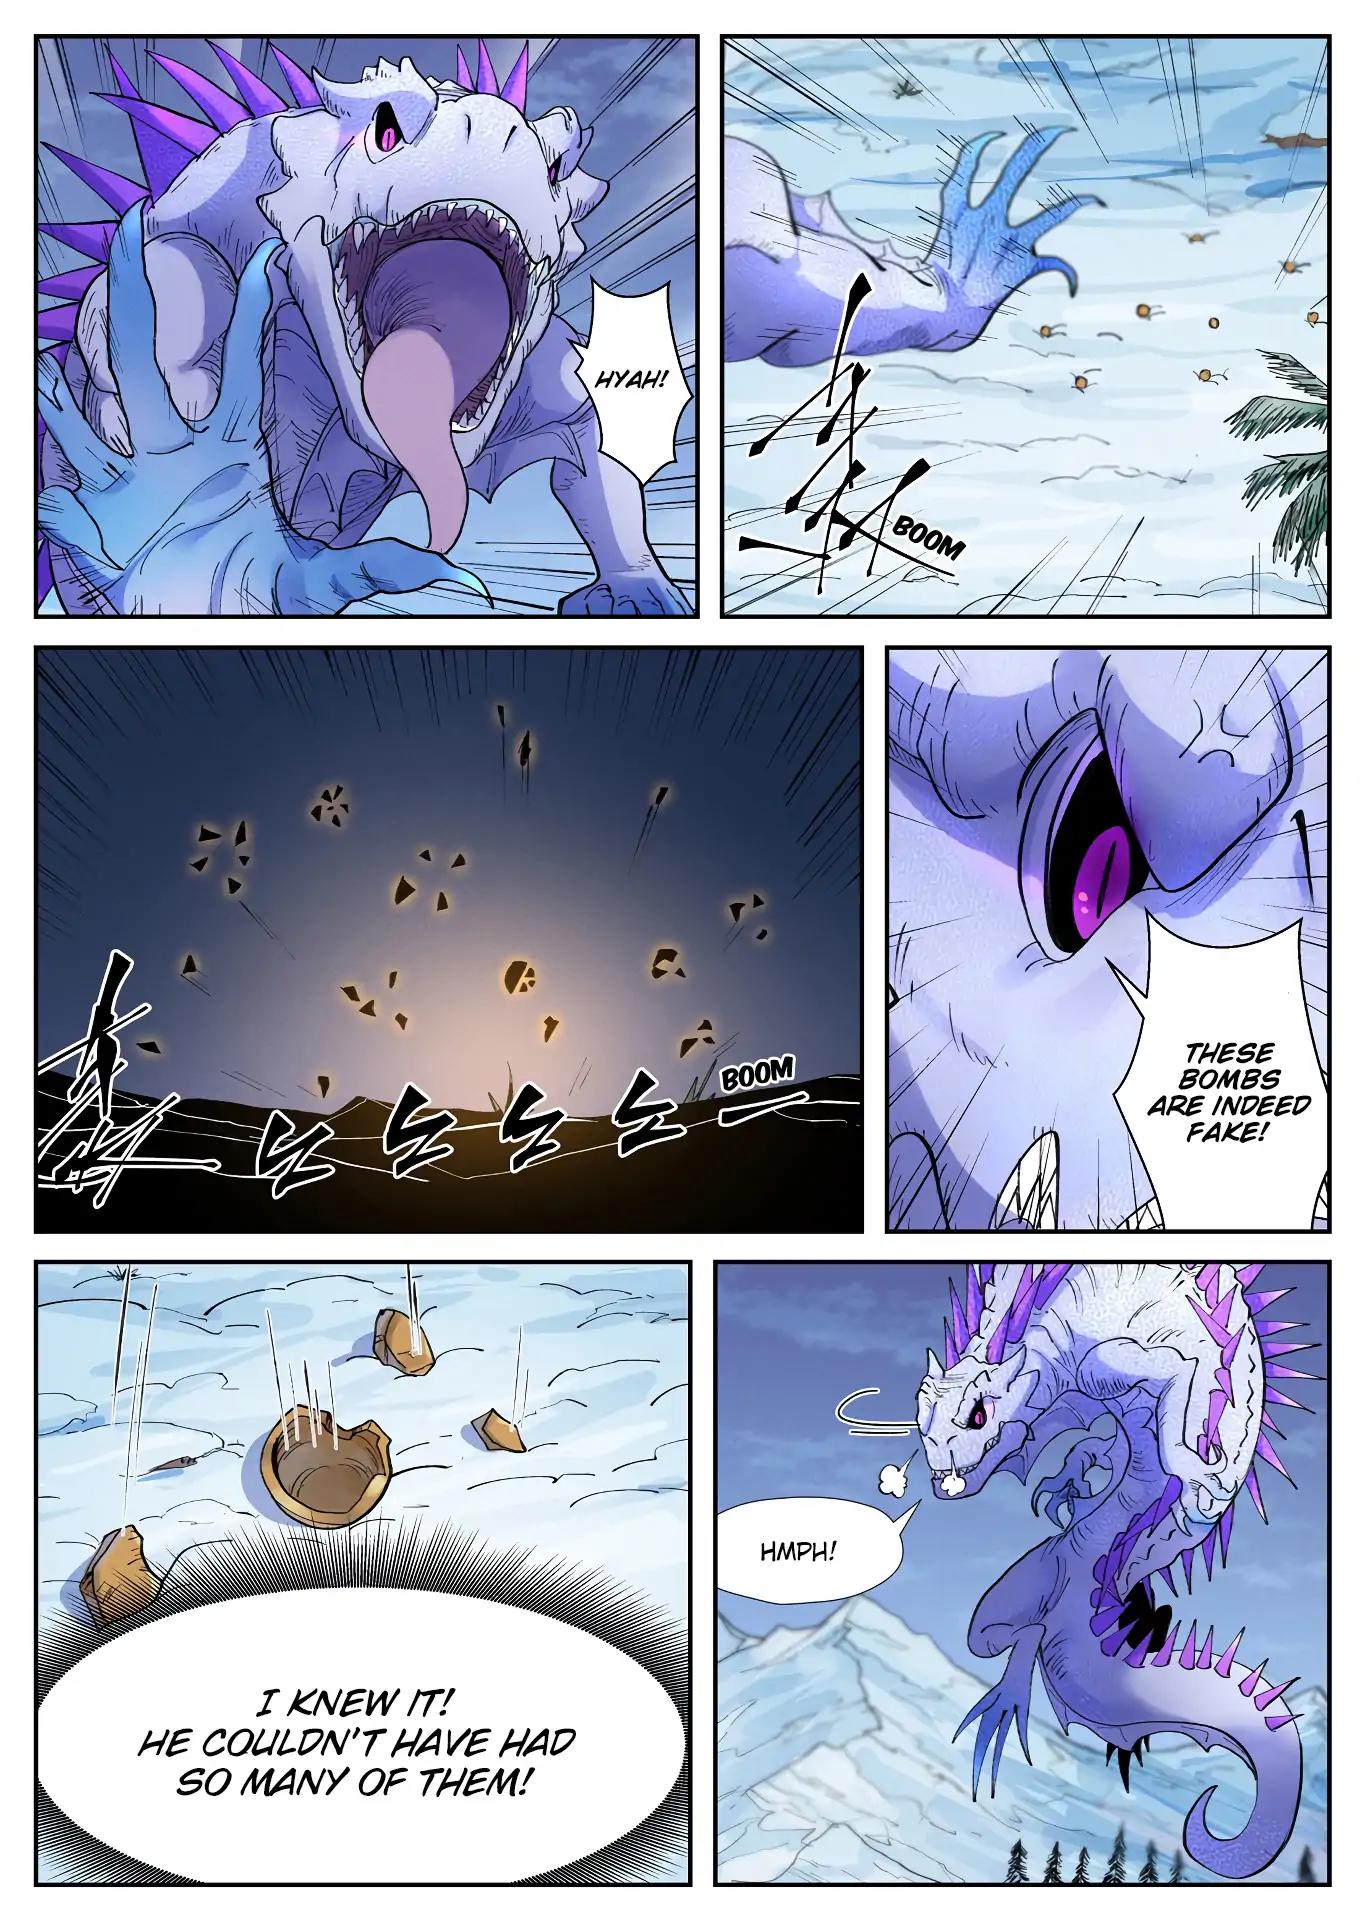 HYAH!
BOOM
BOOM
THESE
BOMBS
ARE INDEED
FAKE!
I KNEW IT!
HE COULDN'T HAVE HAD
SO MANY OF THEM!
HMPH!